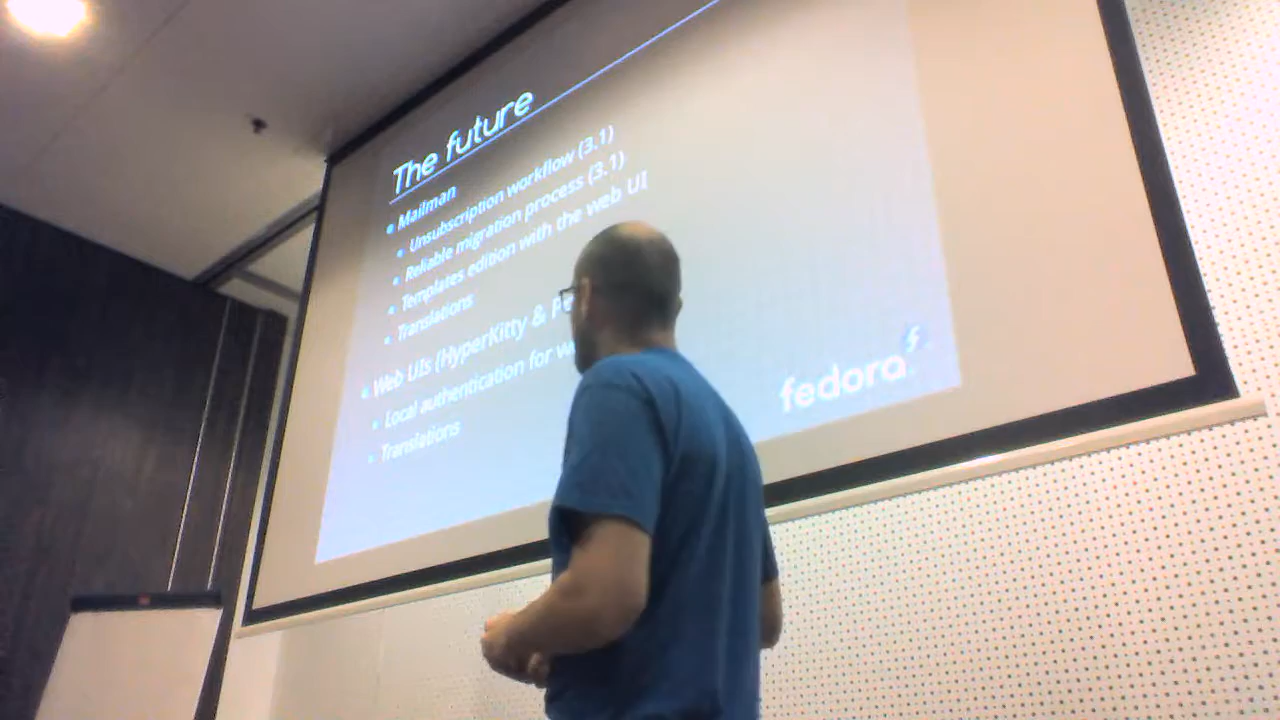 The future
Mailman
Unsubscription workflow (3.1)
Reliable migration process (3.1)
Templates edition with the web UI
Translations
Web UIs (HyperKitty &
Local authentication for
Translations
fedora